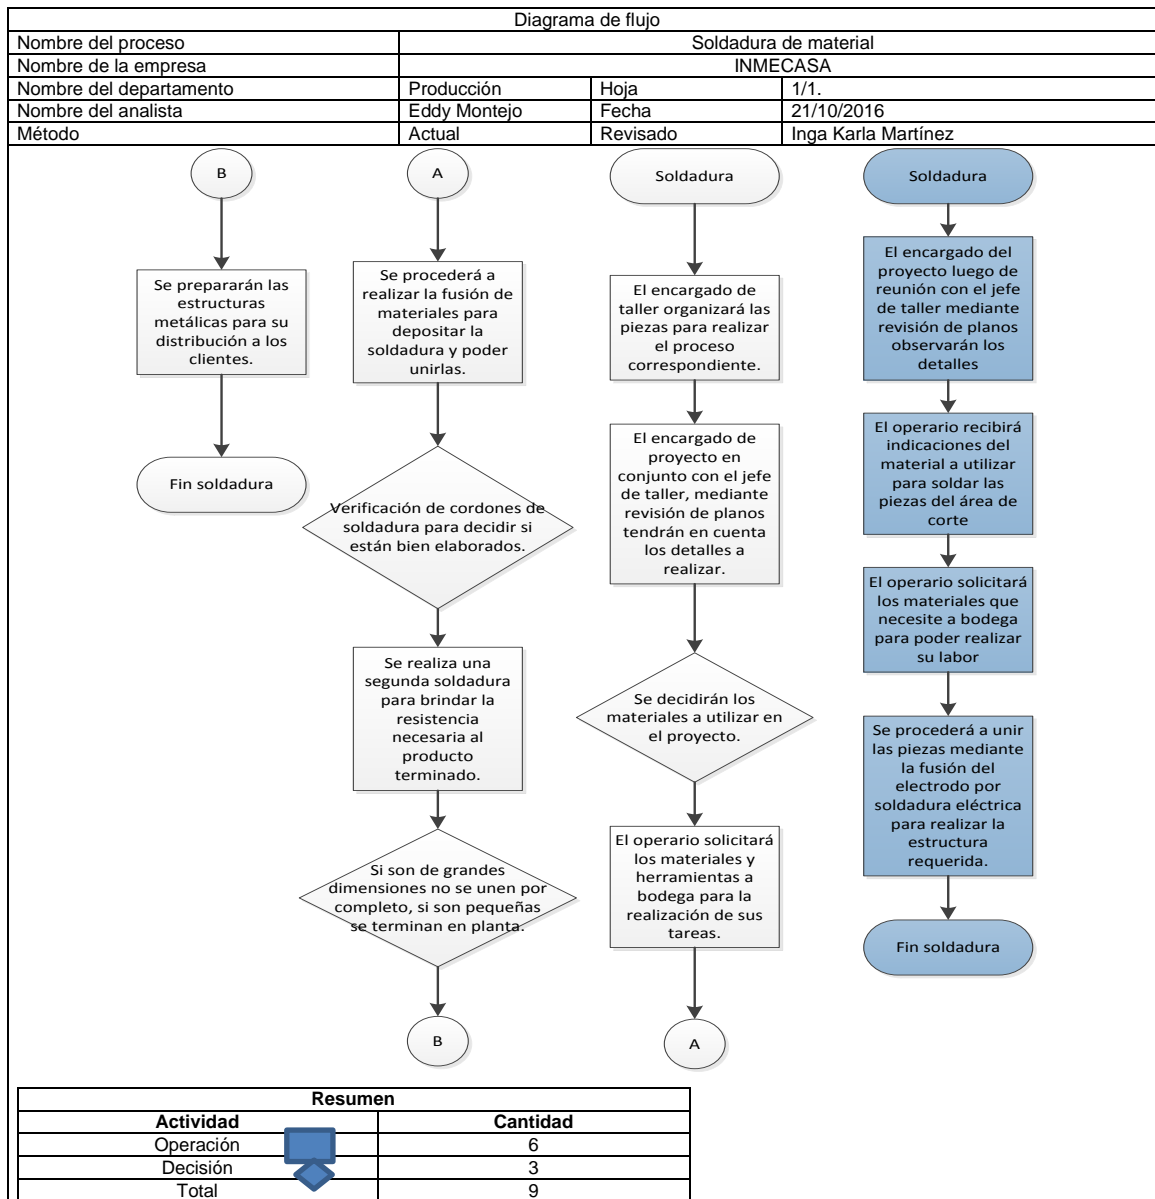 Diagrama de flujo
Nombre del proceso Soldadura de material
Nombre de la empresa INMECASA
Nombre del departamento Producción Hoja 1/1.
Nombre del analista Eddy Montejo Fecha 21/10/2016
Método Actual Revisado Inga Karla Martínez
B
Se prepararán las
estructuras
metálicas para su
distribución a los
clientes.
Fin soldadura
A
Se procederá a
realizar la fusión de
materiales para
depositar la
soldadura y poder
unirlas.
Verificación de cordones de
soldadura para decidir si
están bien elaborados.
Se realiza una
segunda soldadura
para brindar la
resistencia
necesaria al
producto
terminado.
Si son de grandes
dimensiones no se unen por
completo, si son pequeñas
se terminan en planta.
B
Soldadura
El encargado de
taller organizará las
piezas para realizar
el proceso
correspondiente.
El encargado de
proyecto en
conjunto con el jefe
de taller, mediante
revisión de planos
tendrán en cuenta
los detalles a
realizar.
Se decidirán los
materiales a utilizar en
el proyecto.
El operario solicitará
los materiales y
herramientas a
bodega para la
realización de sus
tareas.
A
Soldadura
El encargado del
proyecto luego de
reunión con el jefe
de taller mediante
revisión de planos
observarán los
detalles
El operario recibirá
indicaciones del
material a utilizar
para soldar las
piezas del área de
corte
El operario solicitará
los materiales que
necesite a bodega
para poder realizar
su labor
Se procederá a unir
las piezas mediante
la fusión del
electrodo por
soldadura eléctrica
para realizar la
estructura
requerida.
Fin soldadura
Resumen
Actividad Cantidad
Operación 6
Decisión 3
Total 9